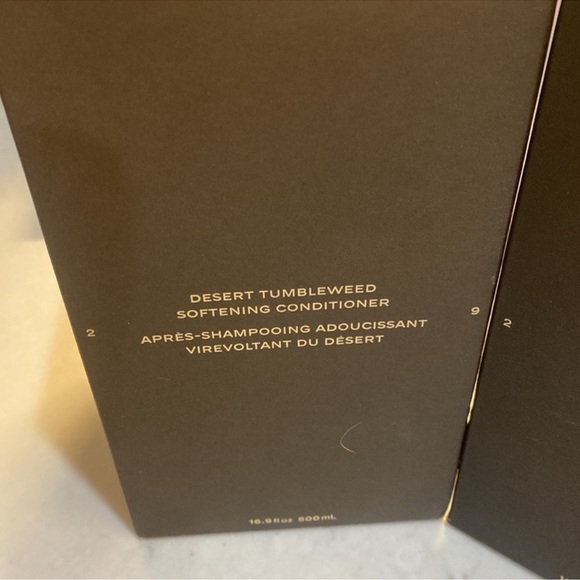 DESERT TUMBLEWEED
SOFTENING CONDITIONER
2
9
2
APRÈS-SHAMPOOING ADOUCISSANT
VIREVOLTANT DU DÉSERT
16.9 fl oz 500 mL